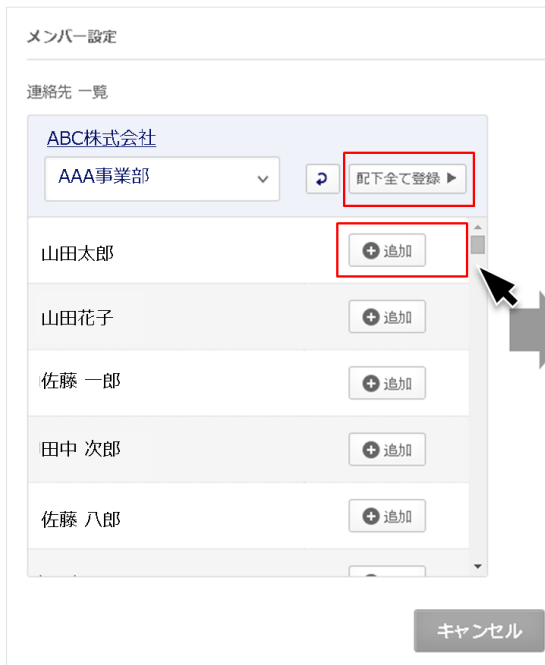 メンバー設定
連絡先 一覧
ABC株式会社
AAA事業部
配下全て登録
山田太郎
追加
山田花子
追加
佐藤 一郎
追加
田中 次郎
追加
佐藤 八郎
追加
キャンセル